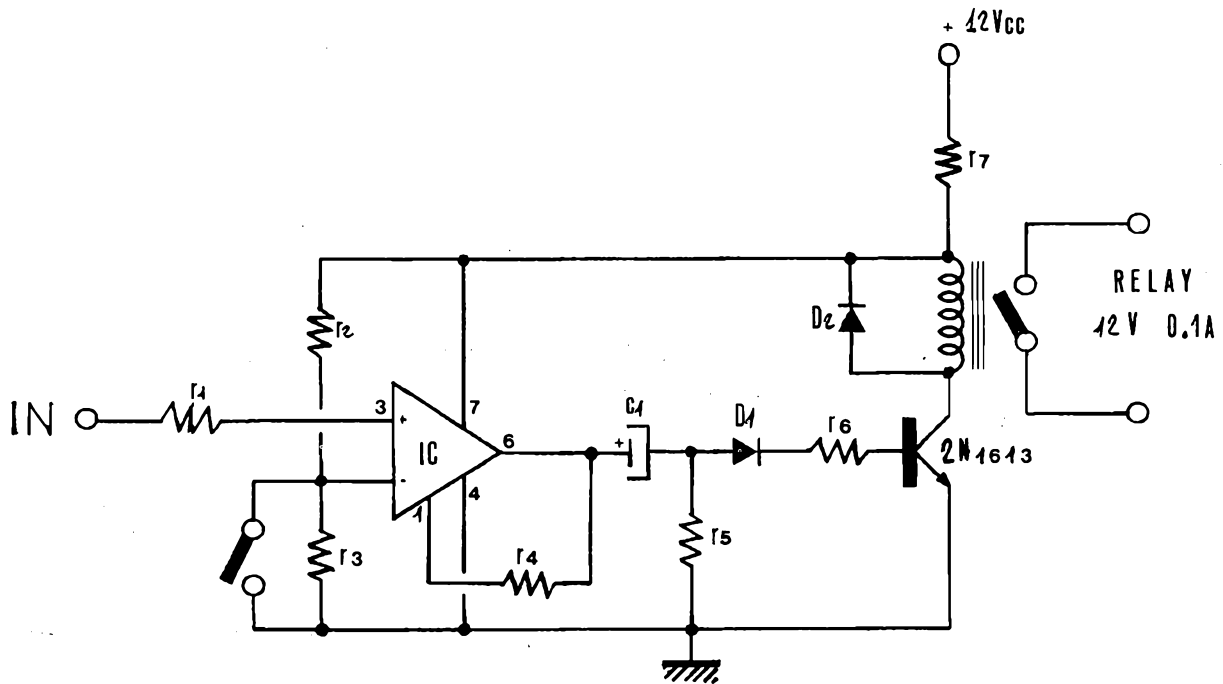 + 12Vcc
r7
RELAY
12V 0.1A
D2
r2
r1
IN
3
+
7
IC
6
-
4
1
+
C1
D1
r6
2N1613
r3
r4
r5